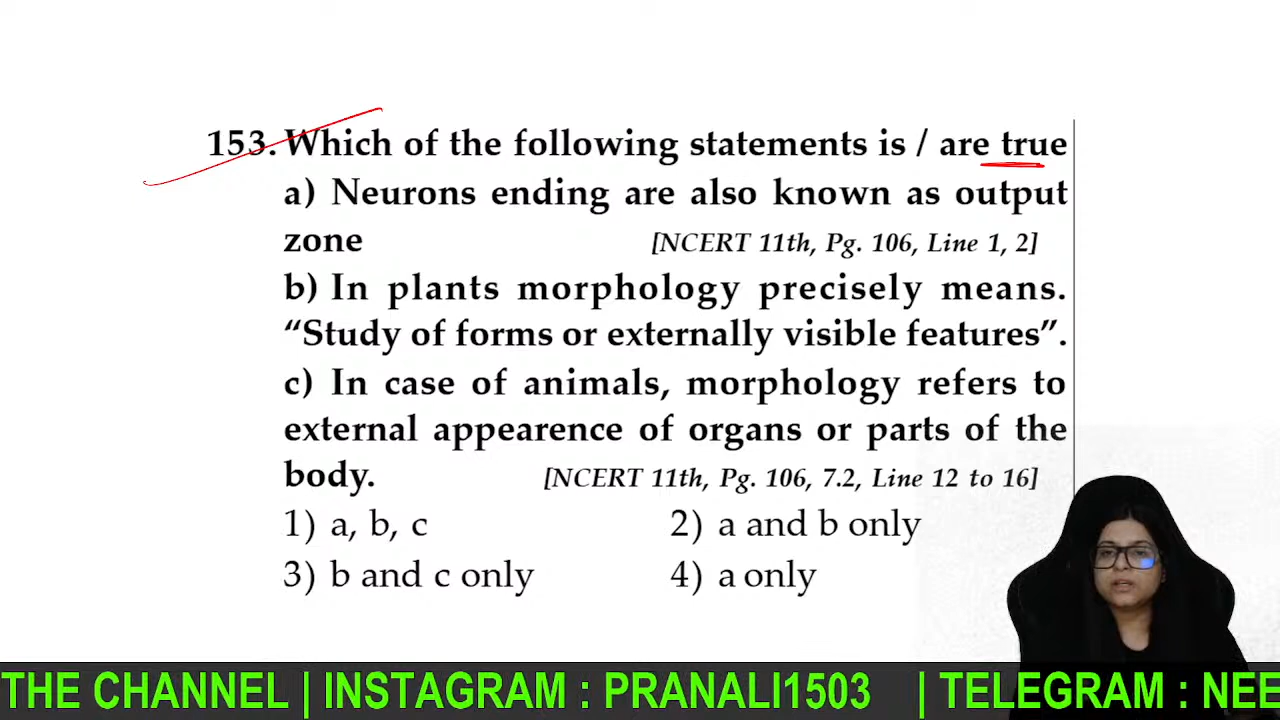 153. Which of the following statements is / are true
a) Neurons ending are also known as output
zone [NCERT 11th, Pg. 106, Line 1, 2]
b) In plants morphology precisely means.
“Study of forms or externally visible features”.
c) In case of animals, morphology refers to
external appearence of organs or parts of the
body. [NCERT 11th, Pg. 106, 7.2, Line 12 to 16]
1) a, b, c 2) a and b only
3) b and c only 4) a only
THE CHANNEL | INSTAGRAM : PRANALI1503 | TELEGRAM : NEE